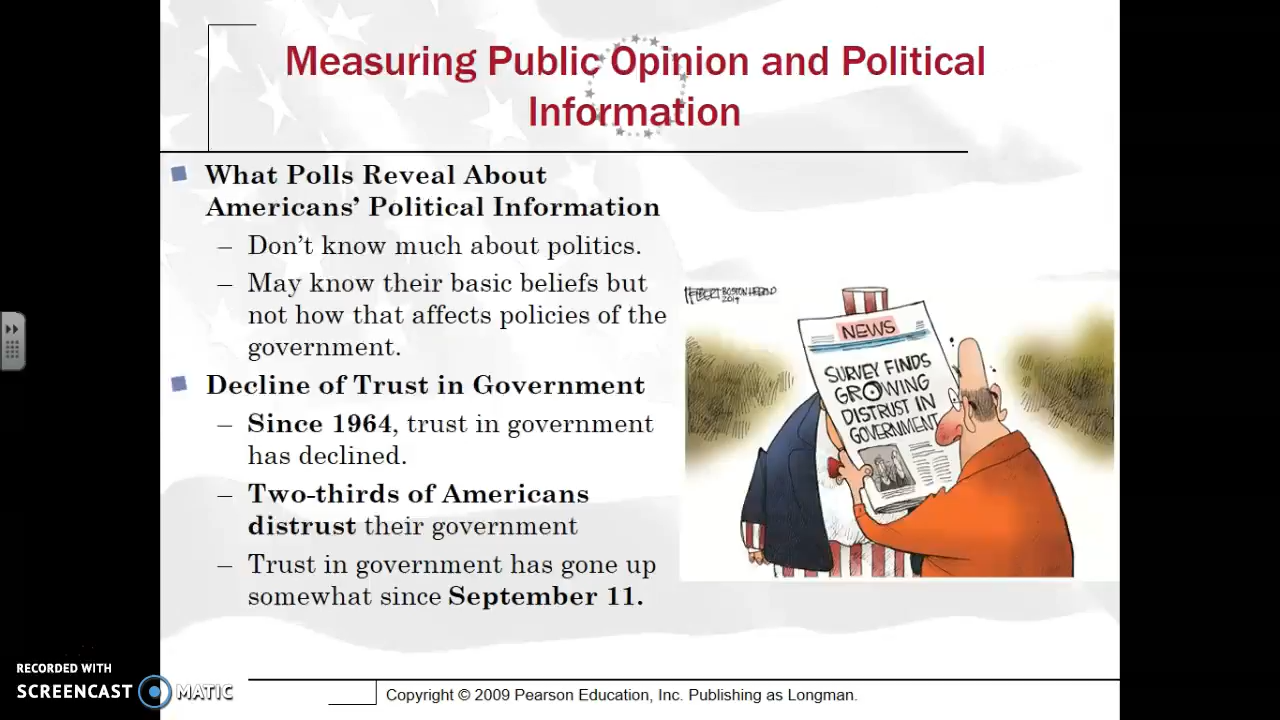 Measuring Public Opinion and Political
Information
What Polls Reveal About
Americans’ Political Information
– Don’t know much about politics.
– May know their basic beliefs but
not how that affects policies of the
government.
Decline of Trust in Government
– Since 1964, trust in government
has declined.
– Two-thirds of Americans
distrust their government
– Trust in government has gone up
somewhat since September 11.
BOSTON HERALD
NEWS
SURVEY FINDS
GROWING
DISTRUST IN
GOVERNMENT
RECORDED WITH
SCREENCAST MATIC
Copyright © 2009 Pearson Education, Inc. Publishing as Longman.